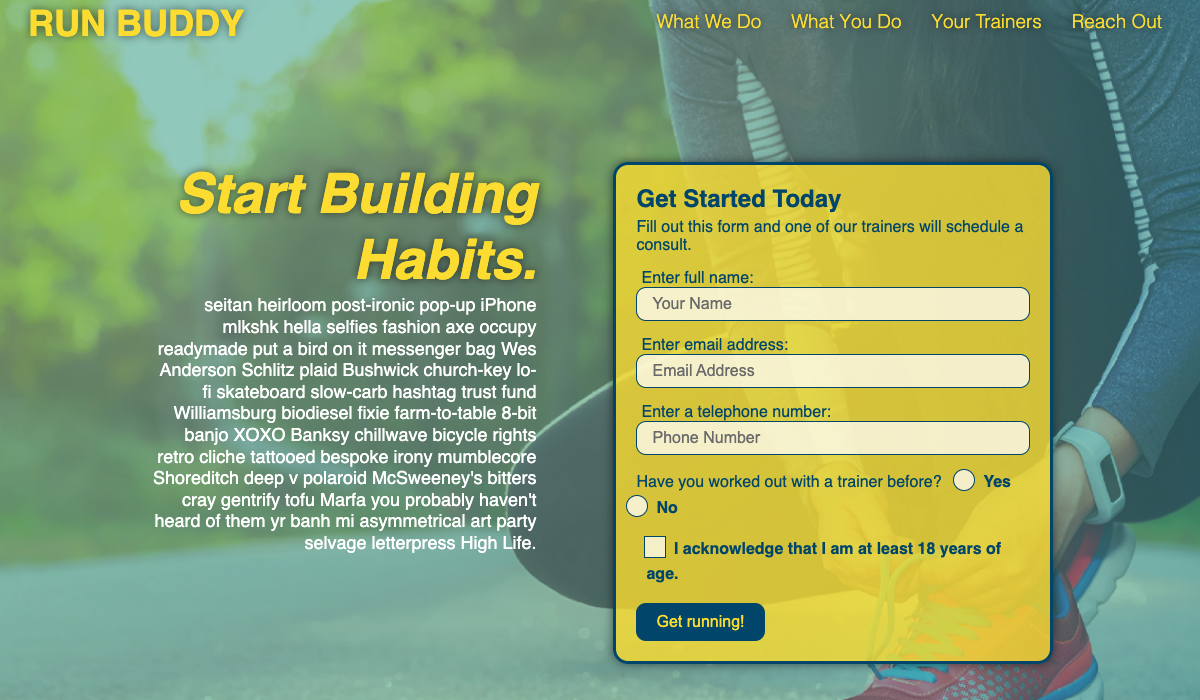 RUN BUDDY
What We Do What You Do Your Trainers Reach Out
Start Building
Habits.
seitan heirloom post-ironic pop-up iPhone
mlkshk hella selfies fashion axe occupy
readymade put a bird on it messenger bag Wes
Anderson Schlitz plaid Bushwick church-key lo-
fi skateboard slow-carb hashtag trust fund
Williamsburg biodiesel fixie farm-to-table 8-bit
banjo XOXO Banksy chillwave bicycle rights
retro cliche tattooed bespoke irony mumblecore
Shoreditch deep v polaroid McSweeney's bitters
cray gentrify tofu Marfa you probably haven't
heard of them yr banh mi asymmetrical art party
selvage letterpress High Life.
Get Started Today
Fill out this form and one of our trainers will schedule a
consult.
Enter full name:
Your Name
Enter email address:
Email Address
Enter a telephone number:
Phone Number
Have you worked out with a trainer before? Yes
No
I acknowledge that I am at least 18 years of
age.
Get running!